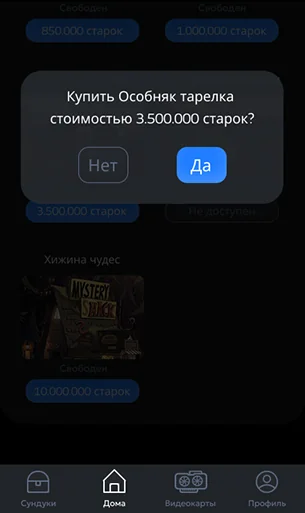 Свободен Свободен
850.000 старок 1.000.000 старок
Купить Особняк тарелка
стоимостью 3.500.000 старок?
Нет Да
3.500.000 старок Не доступон
Хижина чудес
MYSTERY
SHACK
Свободен
10.000.000 старок
Сундуки Дома Видеокарты Профиль